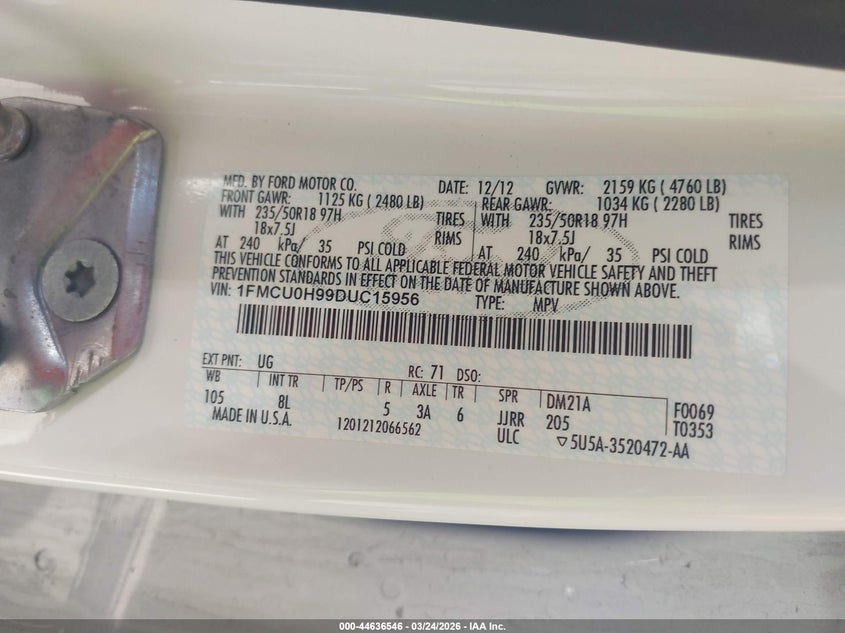 MFD. BY FORD MOTOR CO. DATE: 12/12 GVWR: 2159 KG ( 4760 LB)
FRONT GAWR: 1125 KG ( 2480 LB) REAR GAWR: 1034 KG ( 2280 LB)
WITH 235/50R18 97H TIRES WITH 235/50R18 97H TIRES
18x7.5J RIMS 18x7.5J RIMS
AT 240 kPa/ 35 PSI COLD AT 240 kPa/ 35 PSI COLD
THIS VEHICLE CONFORMS TO ALL APPLICABLE FEDERAL MOTOR VEHICLE SAFETY AND THEFT
PREVENTION STANDARDS IN EFFECT ON THE DATE OF MANUFACTURE SHOWN ABOVE.
VIN: 1FMCU0H99DUC15956 TYPE: MPV
EXT PNT: UG RC: 71 DSO:
WB INT TR TP/PS R AXLE TR SPR DM21A F0069
105 8L 5 3A 6 JJRR 205 T0353
MADE IN U.S.A. 1201212066562 ULC ▽5U5A-3520472-AA
000-44636546 - 03/24/2026 - IAA Inc.